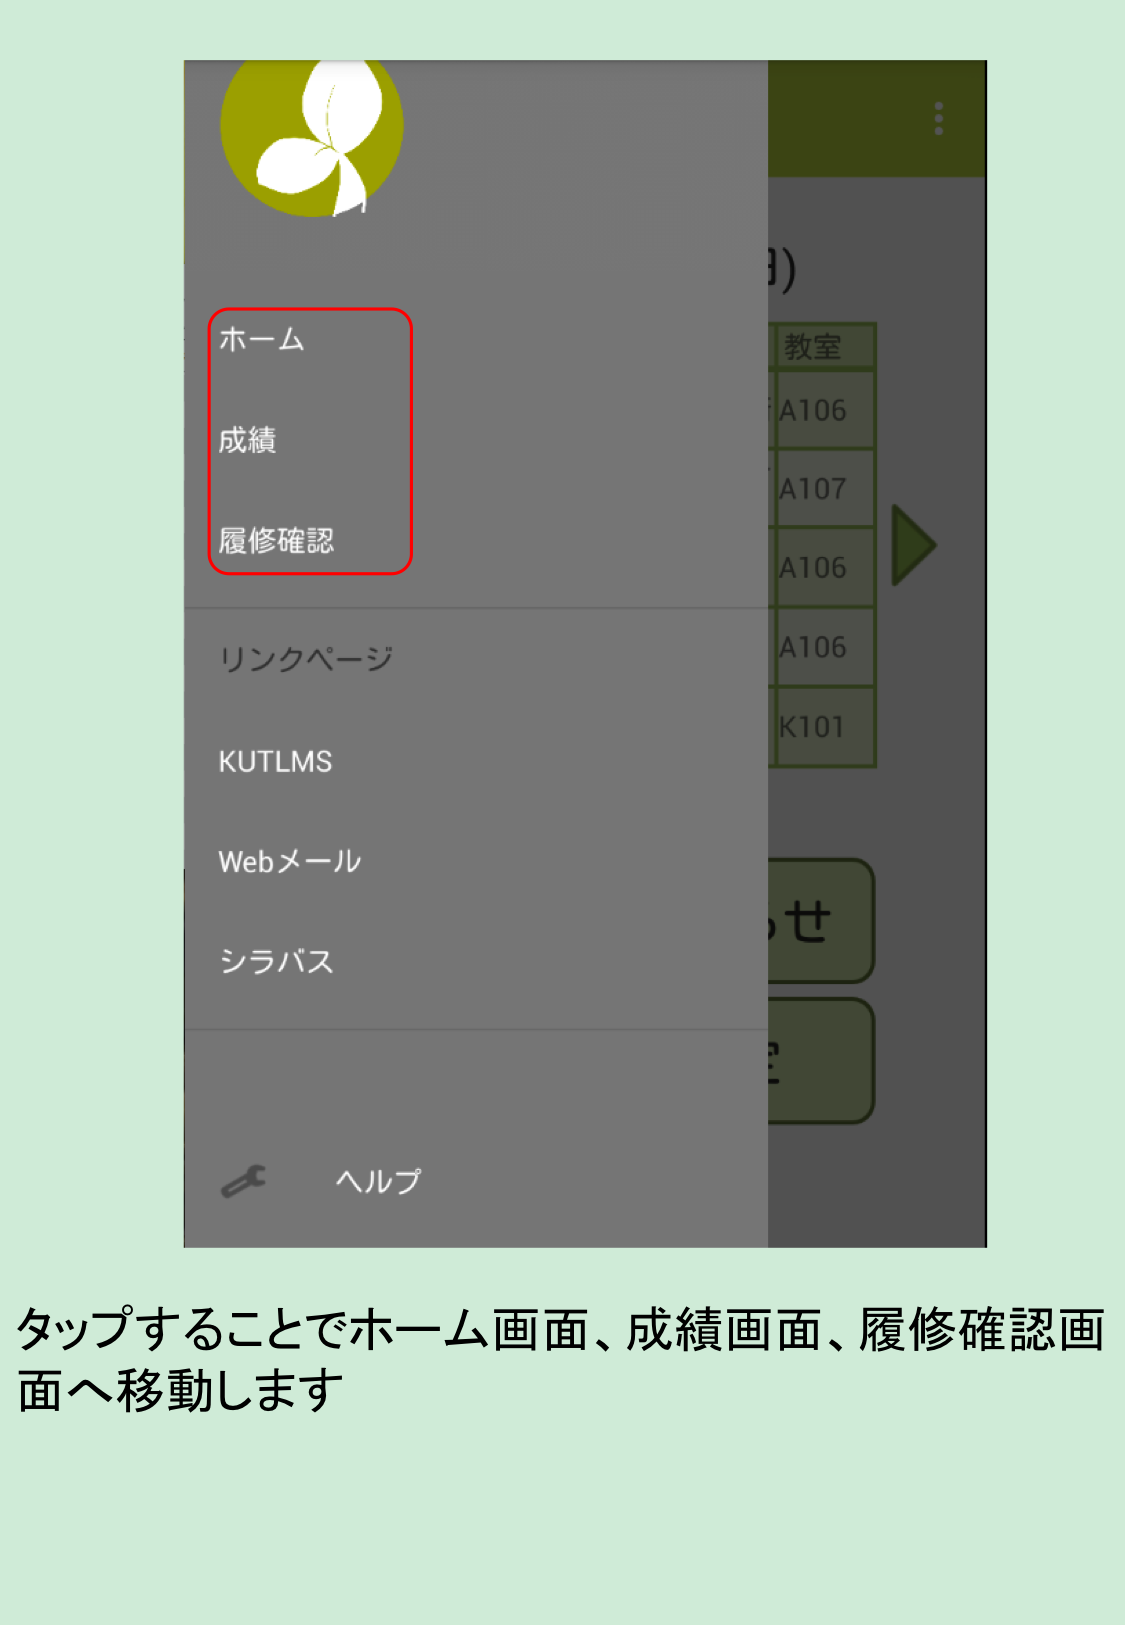 ホーム
成績
履修確認
リンクページ
KUTLMS
Webメール
シラバス
ヘルプ
)
教室
A106
A107
A106
A106
K101
せ
タップすることでホーム画面、成績画面、履修確認画
面へ移動します